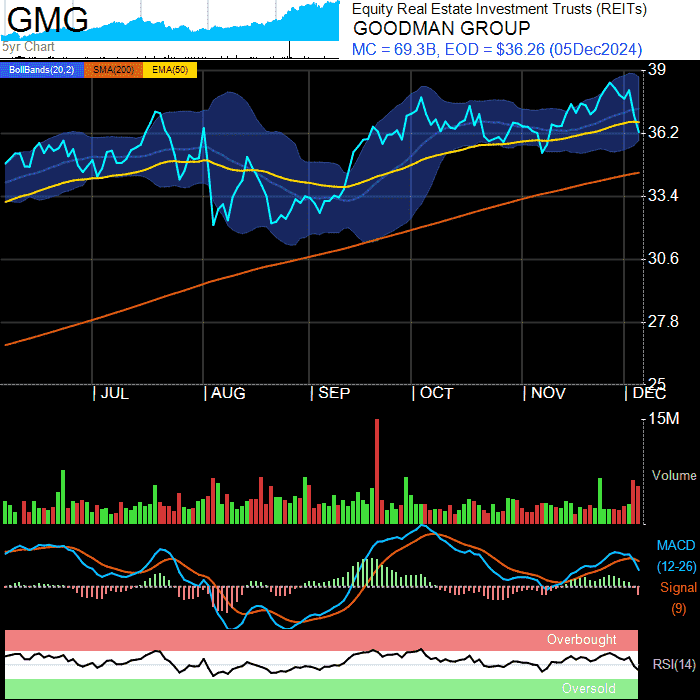 GMG
5yr Chart
Equity Real Estate Investment Trusts (REITs)
GOODMAN GROUP
MC = 69.3B, EOD = $36.26 (05Dec2024)
BollBands(20,2) SMA(200) EMA(50)
39
36.2
33.4
30.6
27.8
25
JUL AUG SEP OCT NOV DEC
15M
Volume
MACD
(12-26)
Signal
(9)
Overbought
RSI(14)
Oversold